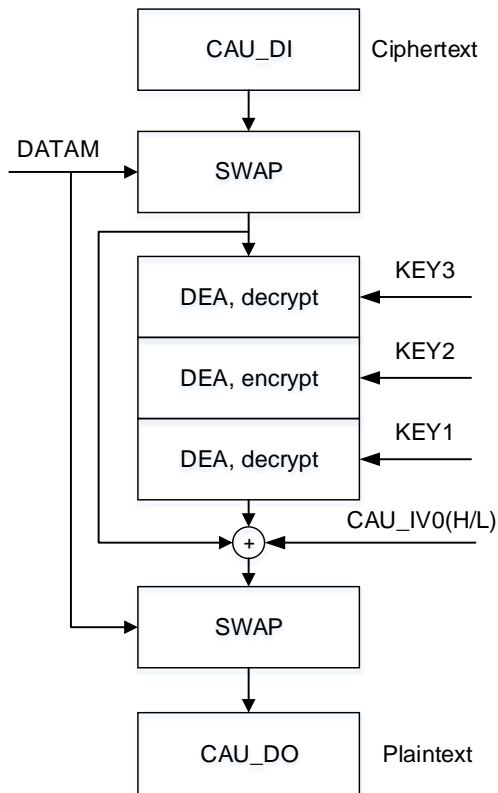 CAU_DI
Ciphertext
DATAM
SWAP
DEA, decrypt
KEY3
DEA, encrypt
KEY2
DEA, decrypt
KEY1
CAU_IV0(H/L)
+
SWAP
CAU_DO
Plaintext